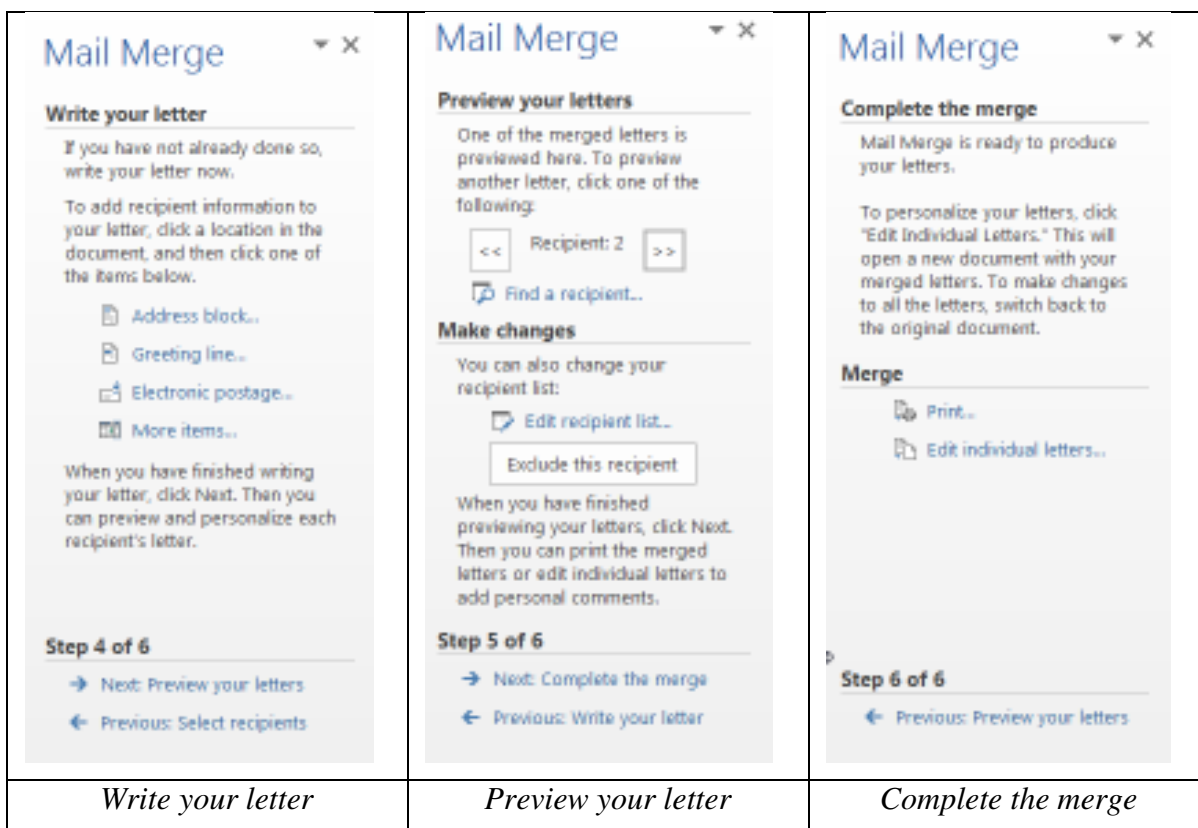 Mail Merge
Write your letter
If you have not already done so,
write your letter now.
To add recipient information to
your letter, click a location in the
document, and then click one of
the items below.
Address block...
Greeting line...
Electronic postage...
More items...
When you have finished writing
your letter, click Next. Then you
can preview and personalize each
recipient's letter.
Step 4 of 6
Next: Preview your letters
Previous: Select recipients
Write your letter
Mail Merge
Preview your letters
One of the merged letters is
previewed here. To preview
another letter, click one of the
following:
<< Recipient: 2 >>
Find a recipient...
Make changes
You can also change your
recipient list:
Edit recipient list...
Exclude this recipient
When you have finished
previewing your letters, click Next.
Then you can print the merged
letters or edit individual letters to
add personal comments.
Step 5 of 6
Next: Complete the merge
Previous: Write your letter
Preview your letter
Mail Merge
Complete the merge
Mail Merge is ready to produce
your letters.
To personalize your letters, click
"Edit Individual Letters." This will
open a new document with your
merged letters. To make changes
to all the letters, switch back to
the original document.
Merge
Print...
Edit individual letters...
Step 6 of 6
Previous: Preview your letters
Complete the merge